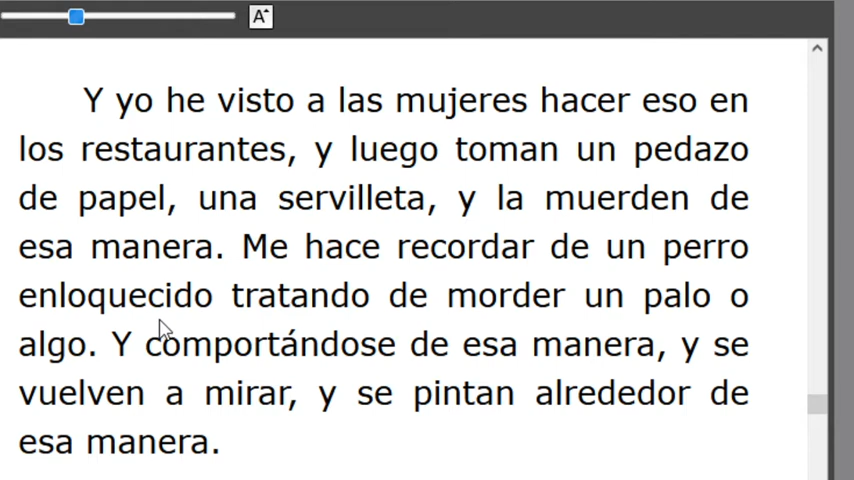 A
Y yo he visto a las mujeres hacer eso en
los restaurantes, y luego toman un pedazo
de papel, una servilleta, y la muerden de
esa manera. Me hace recordar de un perro
enloquecido tratando de morder un palo o
algo. Y comportándose de esa manera, y se
vuelven a mirar, y se pintan alrededor de
esa manera.